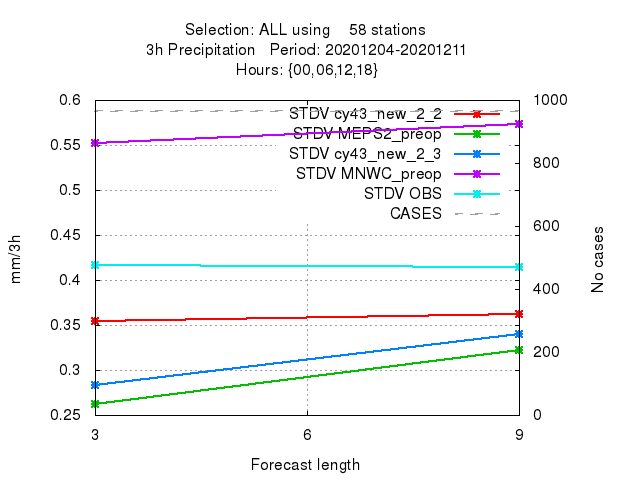 Selection: ALL using 58 stations
3h Precipitation Period: 20201204-20201211
Hours: {00,06,12,18}
0.6
0.55
0.5
0.45
0.4
0.35
0.3
0.25
mm/3h
STDV cy43_new_2_2
STDV MEPS2_preop
STDV cy43_new_2_3
STDV MNWC_preop
STDV OBS
CASES
1000
800
600
400
200
0
No cases
3 6 9
Forecast length